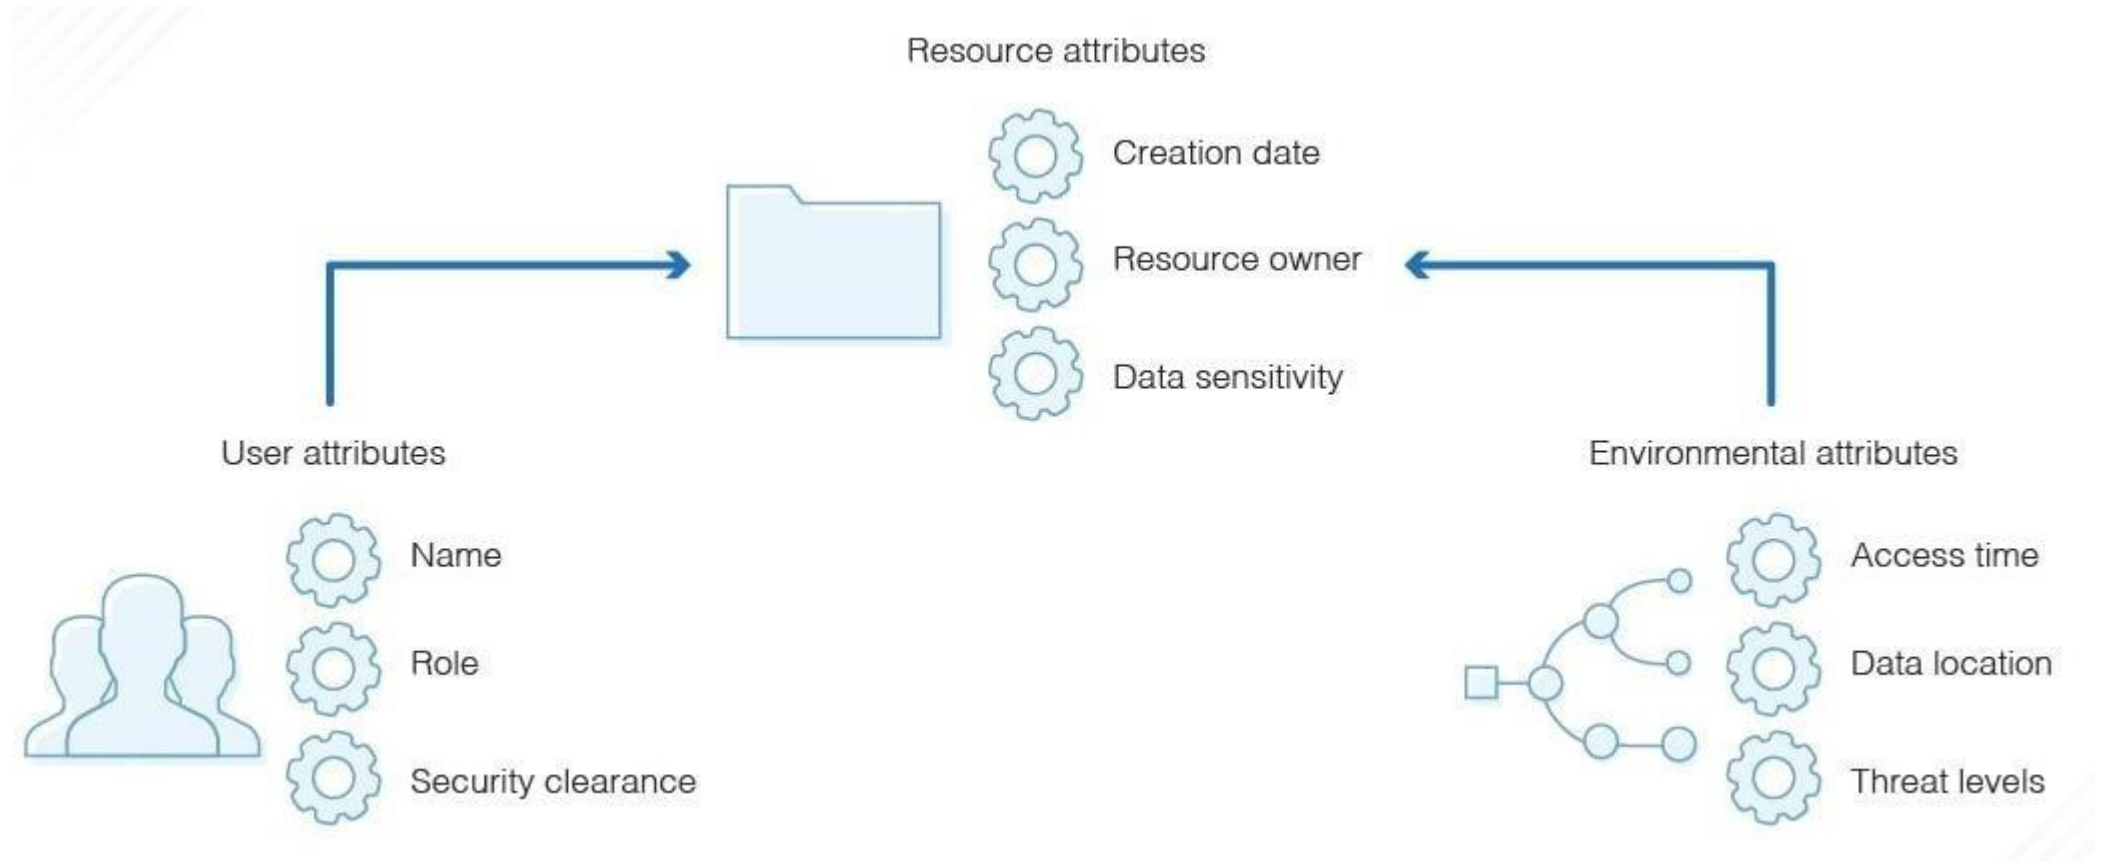 Resource attributes
Creation date
Resource owner
Data sensitivity
User attributes
Name
Role
Security clearance
Environmental attributes
Access time
Data location
Threat levels